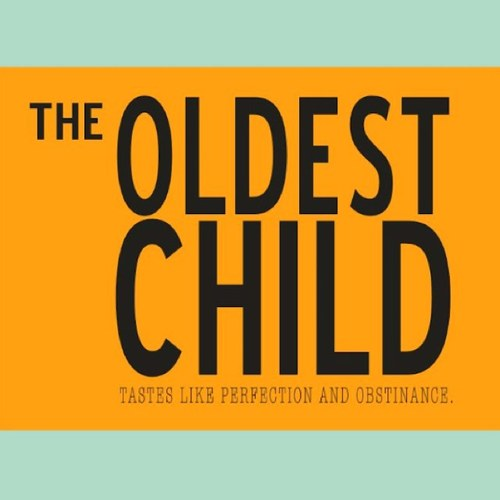 THE OLDEST
CHILD
TASTES LIKE PERFECTION AND OBSTINANCE.